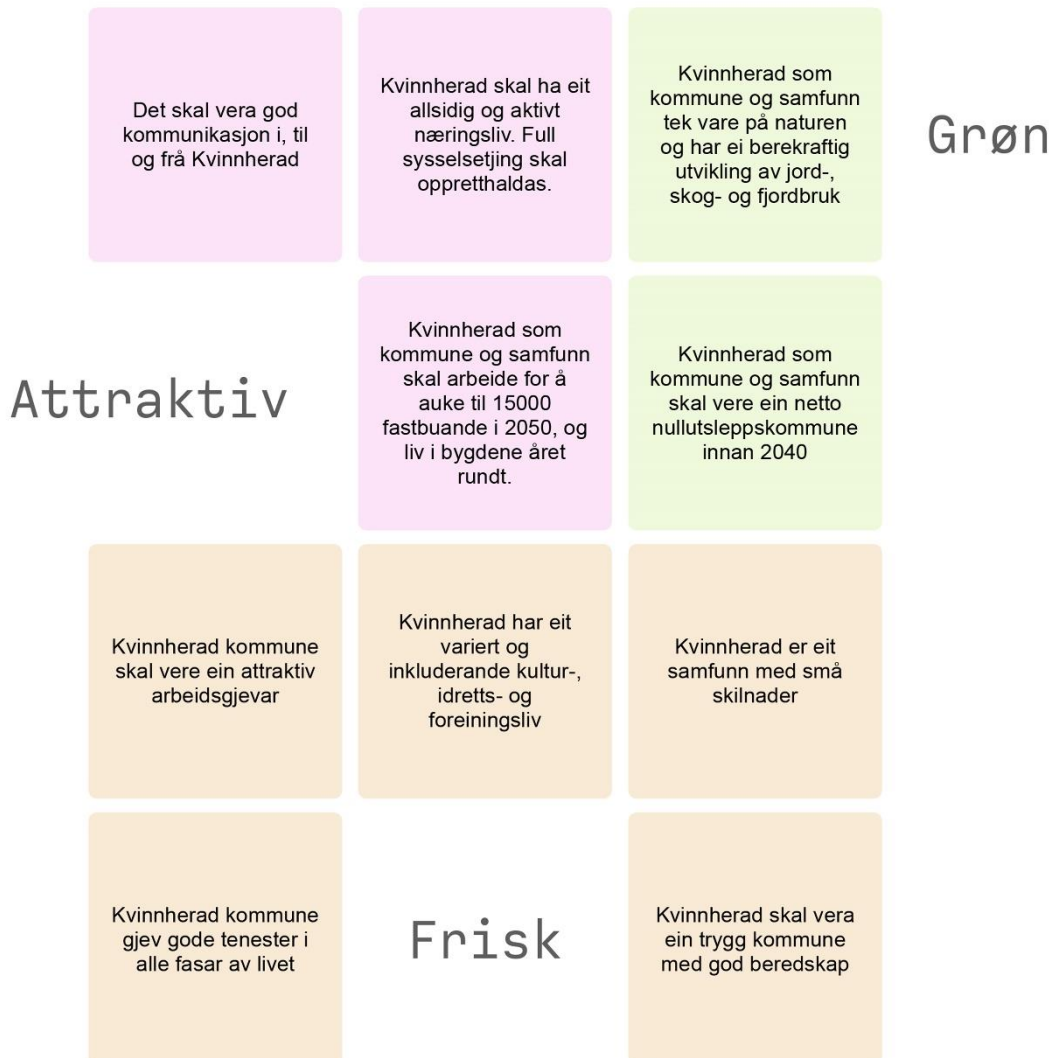 Det skal vera god
kommunikasjon i, til
og frå Kvinnherad
Kvinnherad skal ha eit
allsidig og aktivt
næringsliv. Full
sysselsetjing skal
oppretthaldas.
Kvinnherad som
kommune og samfunn
tek vare på naturen
og har ei berekraftig
utvikling av jord-,
skog- og fjordbruk
Grøn
Attraktiv
Kvinnherad som
kommune og samfunn
skal arbeide for å
auke til 15000
fastbuande i 2050, og
liv i bygdene året
rundt.
Kvinnherad som
kommune og samfunn
skal vere ein netto
nullutsleppskommune
innan 2040
Kvinnherad kommune
skal vere ein attraktiv
arbeidsgjevar
Kvinnherad har eit
variert og
inkluderande kultur-,
idretts- og
foreiningsliv
Kvinnherad er eit
samfunn med små
skilnader
Kvinnherad kommune
gjev gode tenester i
alle fasar av livet
Frisk
Kvinnherad skal vera
ein trygg kommune
med god beredskap